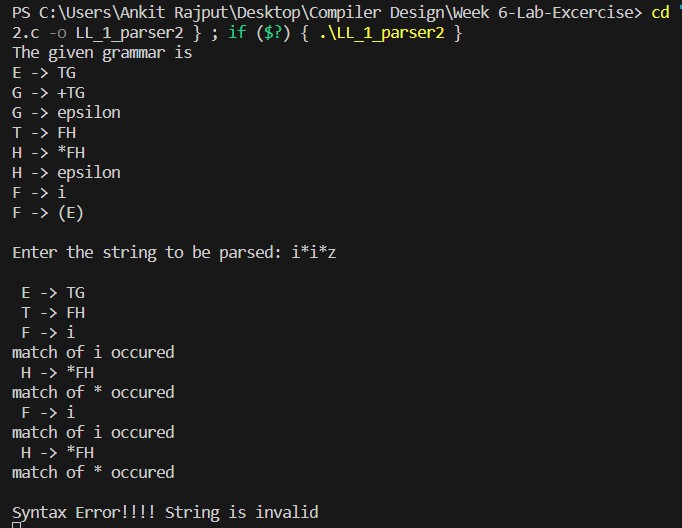 PS C:\Users\Ankit Rajput\Desktop\Compiler Design\Week 6-Lab-Excercise> cd "
2.c -o LL_1_parser2 } ; if ($?) { .\LL_1_parser2 }
The given grammar is
E -> TG
G -> +TG
G -> epsilon
T -> FH
H -> *FH
H -> epsilon
F -> i
F -> (E)
Enter the string to be parsed: i*i*z
E -> TG
T -> FH
F -> i
match of i occured
H -> *FH
match of * occured
F -> i
match of i occured
H -> *FH
match of * occured
Syntax Error!!!! String is invalid